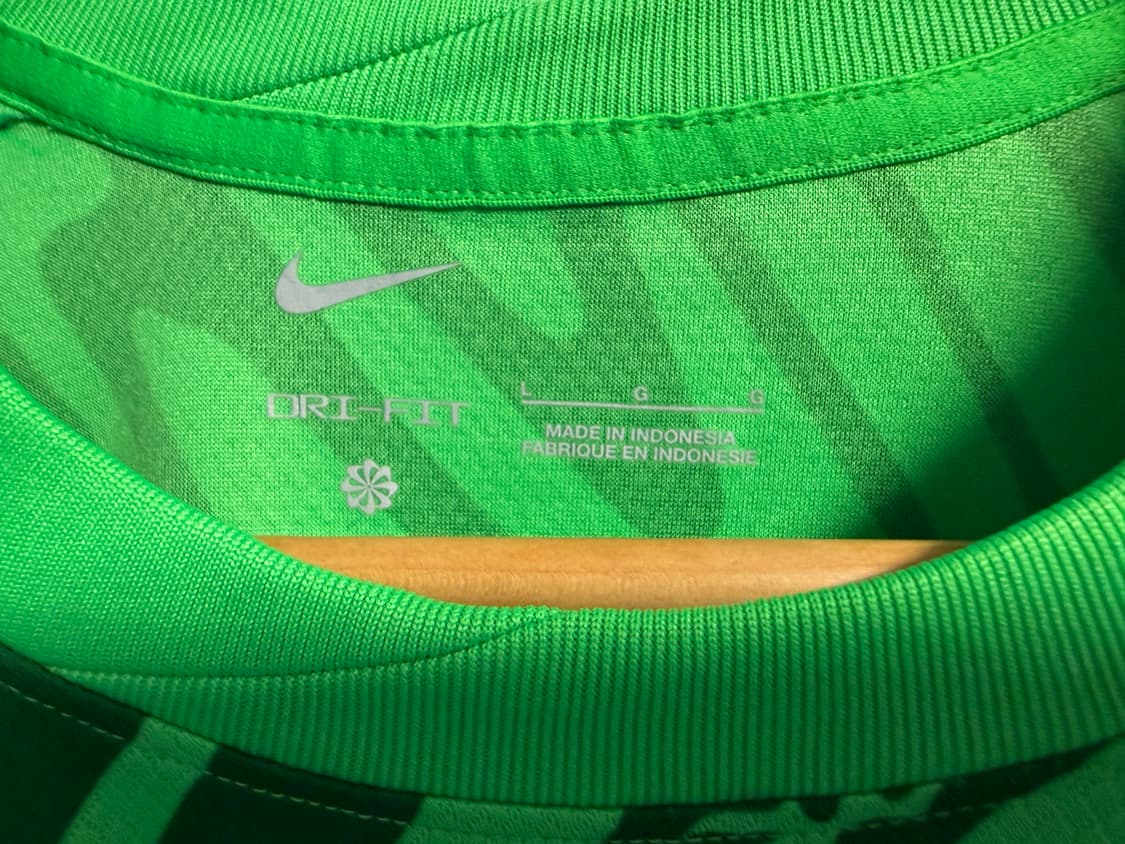 DRI-FIT
L G G
MADE IN INDONESIA
FABRIQUE EN INDONESIE